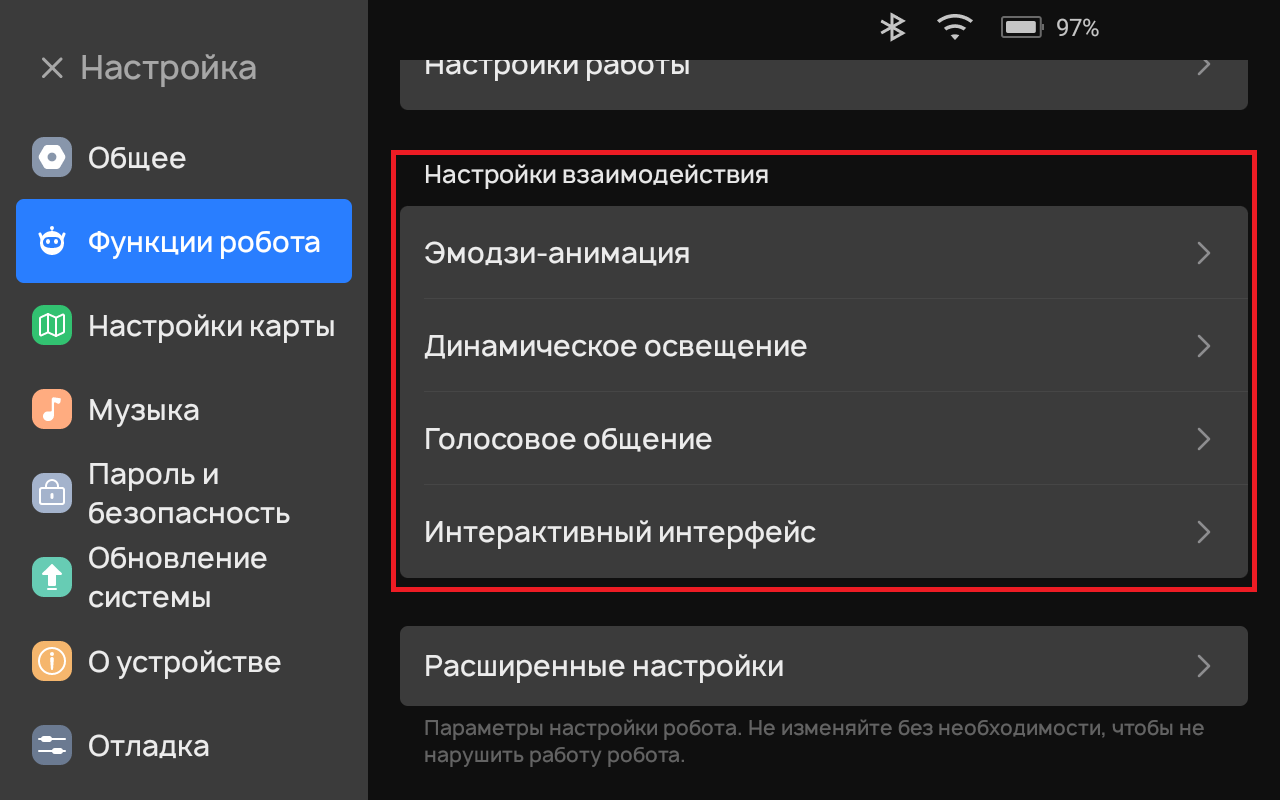 Настройка
Общее
Функции робота
Настройки карты
Музыка
Пароль и
безопасность
Обновление
системы
О устройстве
Отладка
97%
Настройки работы
Настройки взаимодействия
Эмодзи-анимация
Динамическое освещение
Голосовое общение
Интерактивный интерфейс
Расширенные настройки
Параметры настройки робота. Не изменяйте без необходимости, чтобы не
нарушить работу робота.